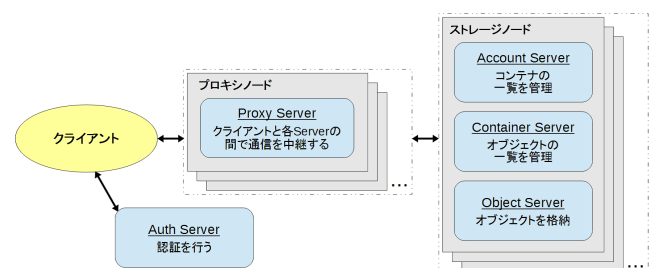 クライアント
Auth Server
認証を行う
プロキシノード
Proxy Server
クライアントと各Serverの
間で通信を中継する
...
ストレージノード
Account Server
コンテナの
一覧を管理
Container Server
オブジェクトの
一覧を管理
Object Server
オブジェクトを格納
...